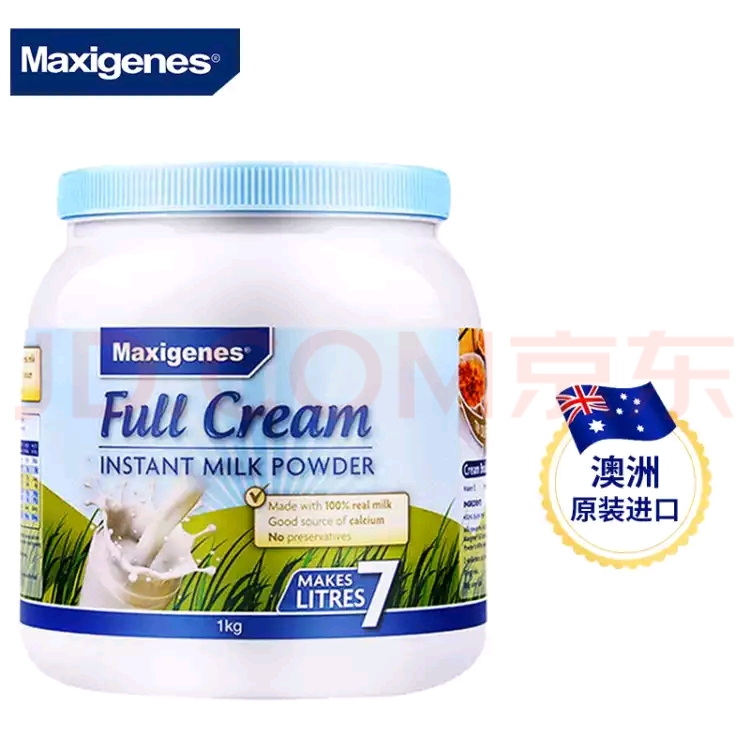 Maxigenes®
Maxigenes®
Full Cream
INSTANT MILK POWDER
Made with 100% real milk
Good source of calcium
No preservatives
MAKES
LITRES 7
1kg
JD.COM京东
澳洲
原装进口